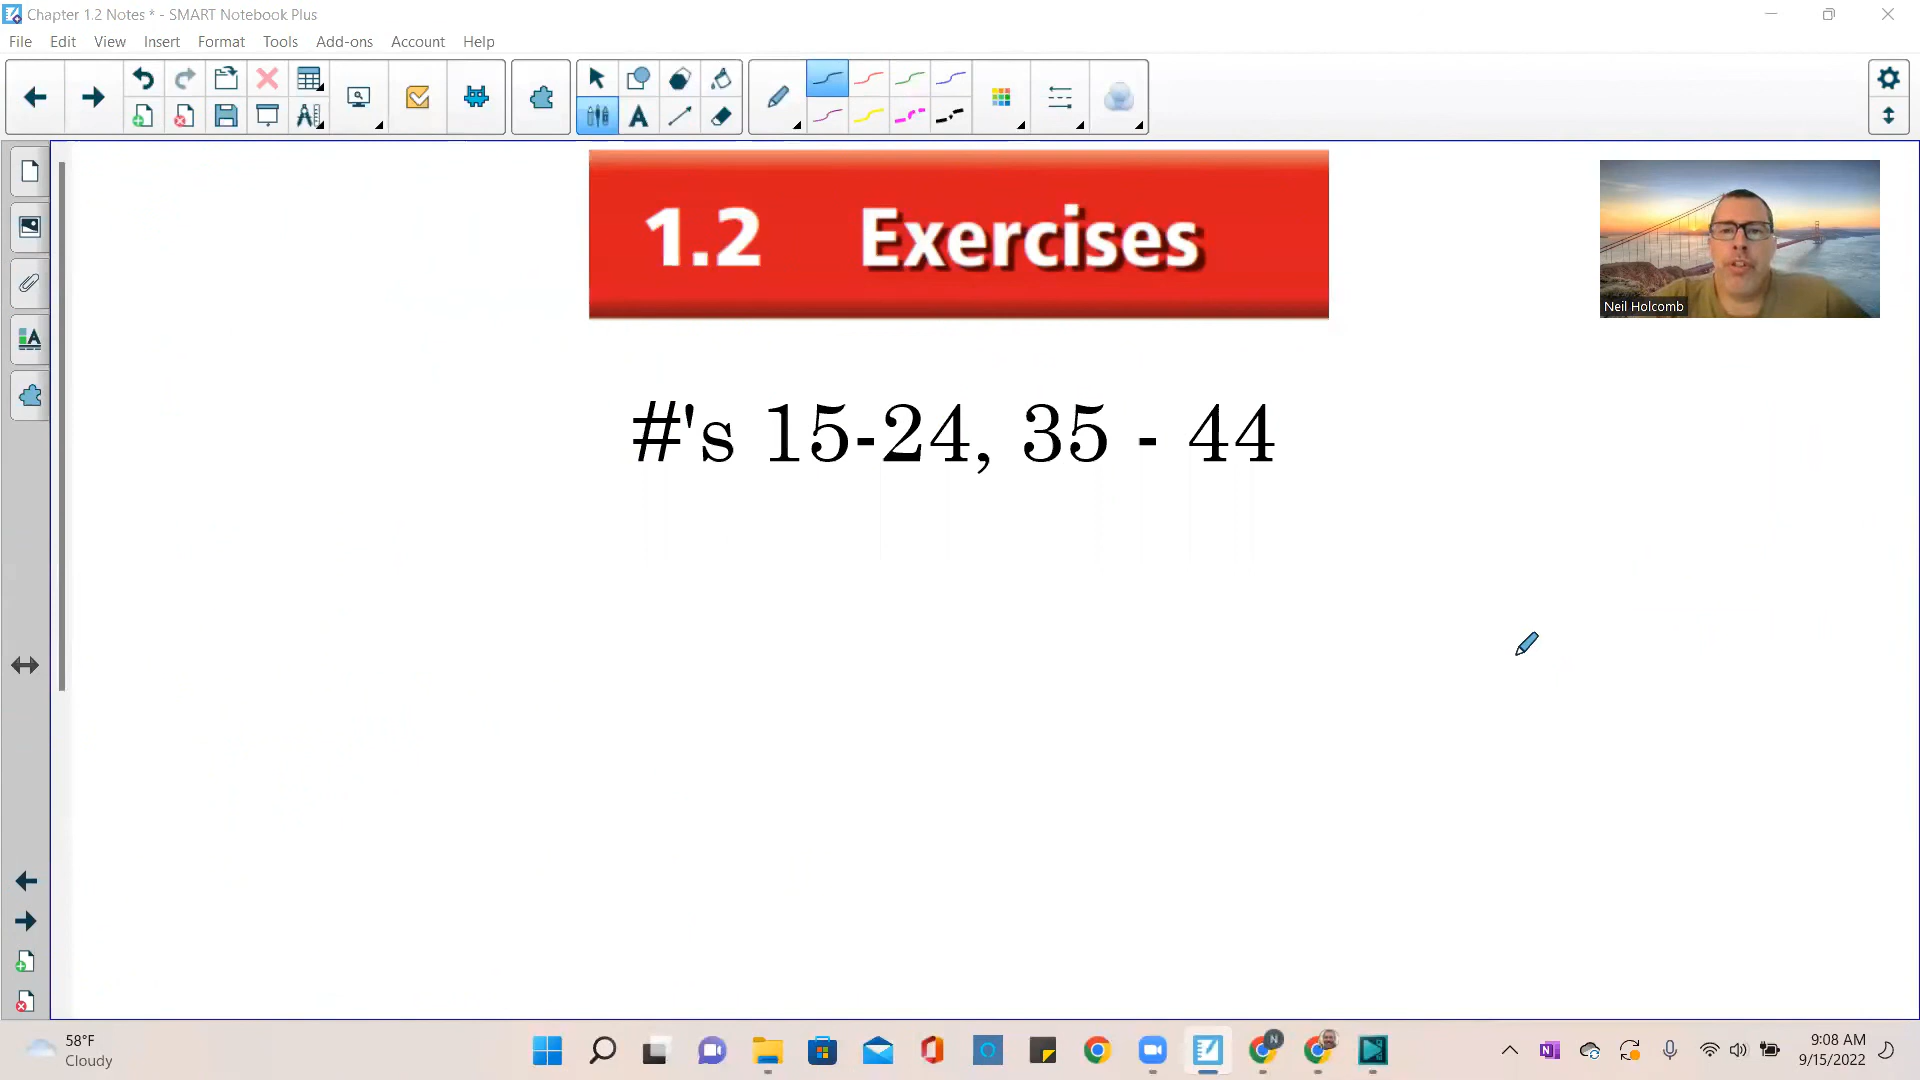 Chapter 1.2 Notes * - SMART Notebook Plus
File Edit View Insert Format Tools Add-ons Account Help
1.2 Exercises
Neil Holcomb
#'s 15-24, 35 - 44
58°F
Cloudy
9:08 AM
9/15/2022